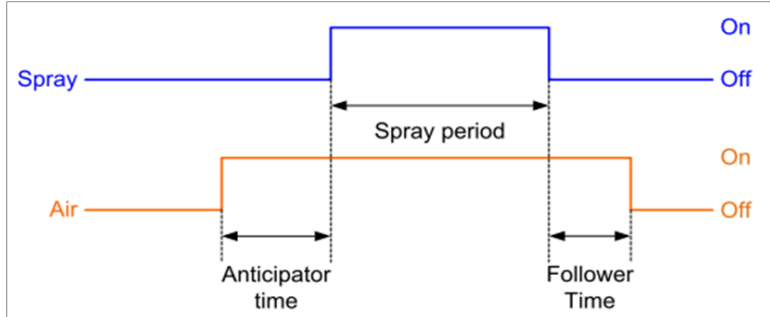 On
Spray
Off
Spray period
On
Air
Off
Anticipator
time
Follower
Time